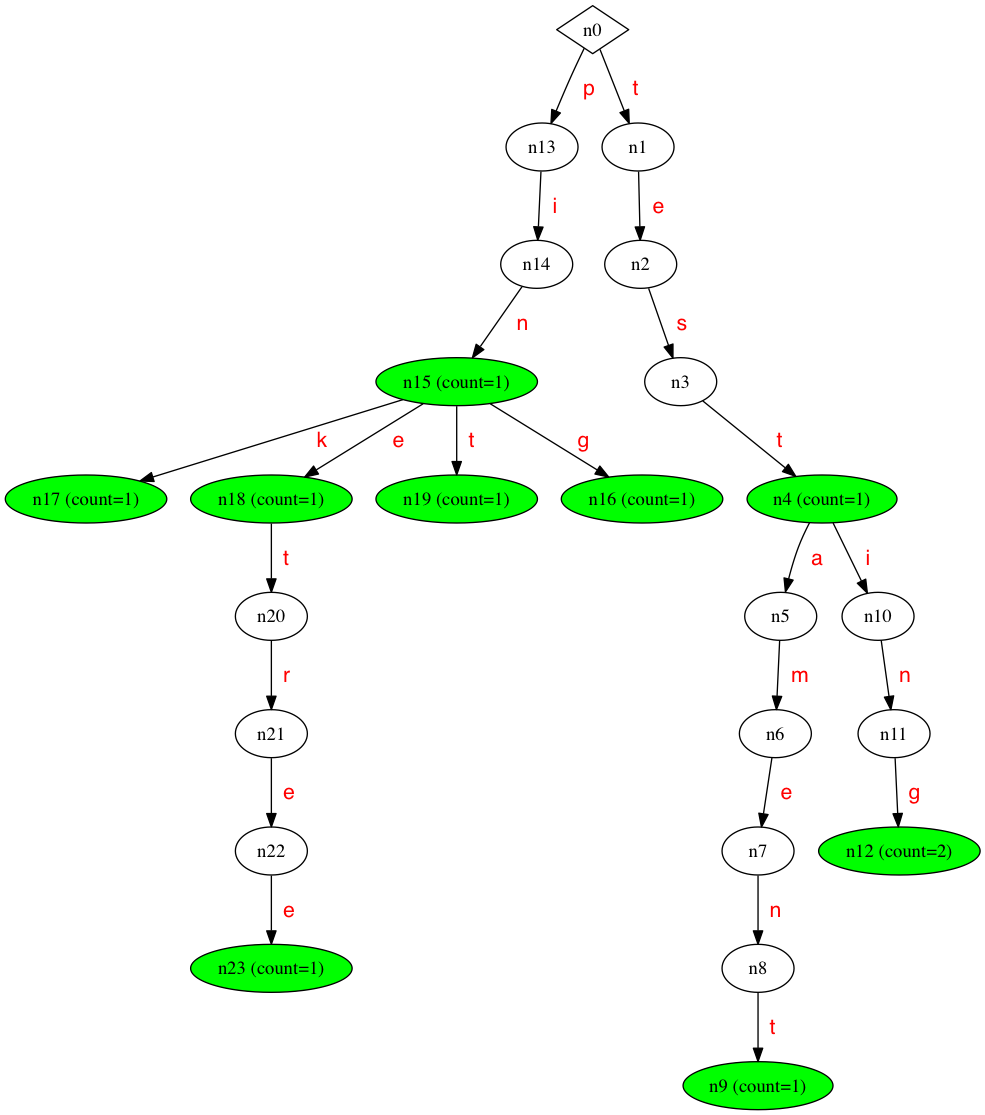 n0
p t
n13 n1
i e
n14 n2
n s
n15 (count=1) n3
k e t g t
n17 (count=1) n18 (count=1) n19 (count=1) n16 (count=1) n4 (count=1)
t a i
n20 n5 n10
r m n
n21 n6 n11
e e g
n22 n7 n12 (count=2)
e n
n23 (count=1) n8
t
n9 (count=1)